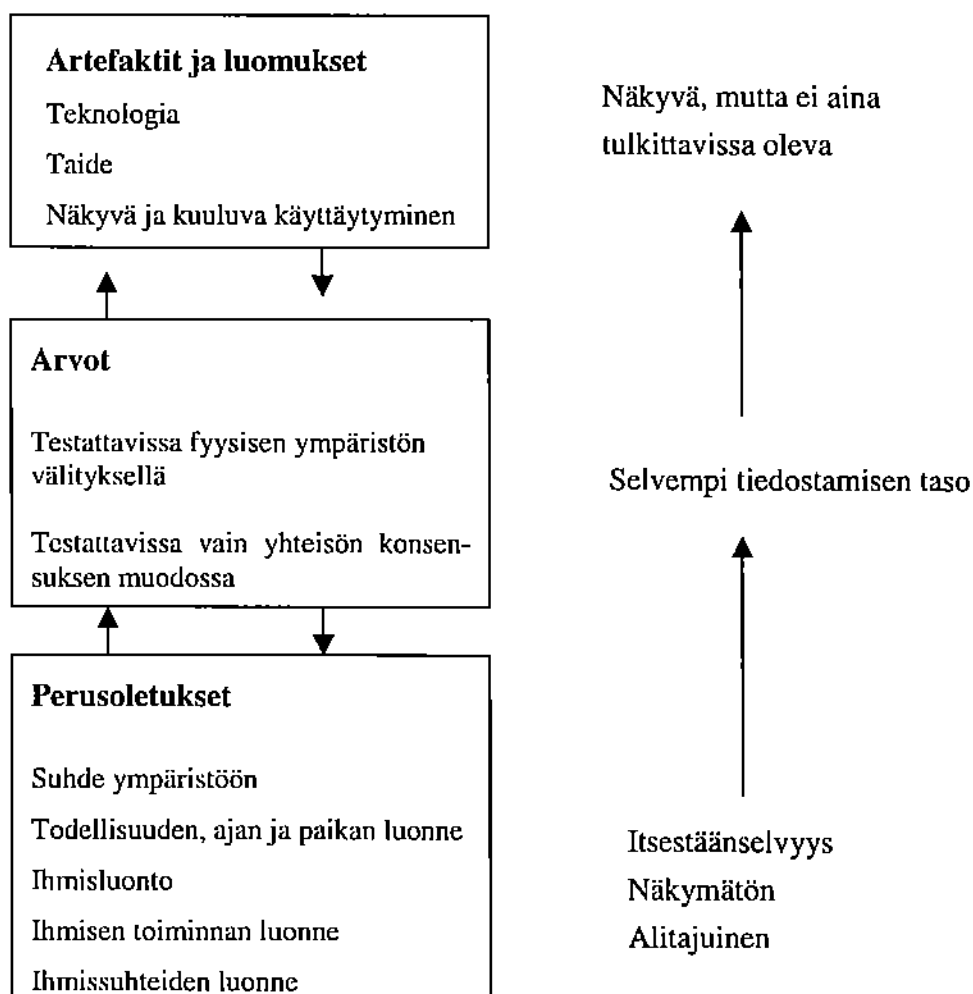 Artefaktit ja luomukset
Teknologia
Taide
Näkyvä ja kuuluva käyttäytyminen
Näkyvä, mutta ei aina
tulkittavissa oleva
Arvot
Testattavissa fyysisen ympäristön
välityksellä
Testattavissa vain yhteisön konsen-
suksen muodossa
Selvempi tiedostamisen taso
Perusoletukset
Suhde ympäristöön
Todellisuuden, ajan ja paikan luonne
Ihmisluonto
Ihmisen toiminnan luonne
Ihmissuhteiden luonne
Itsestäänselvyys
Näkymätön
Alitajuinen